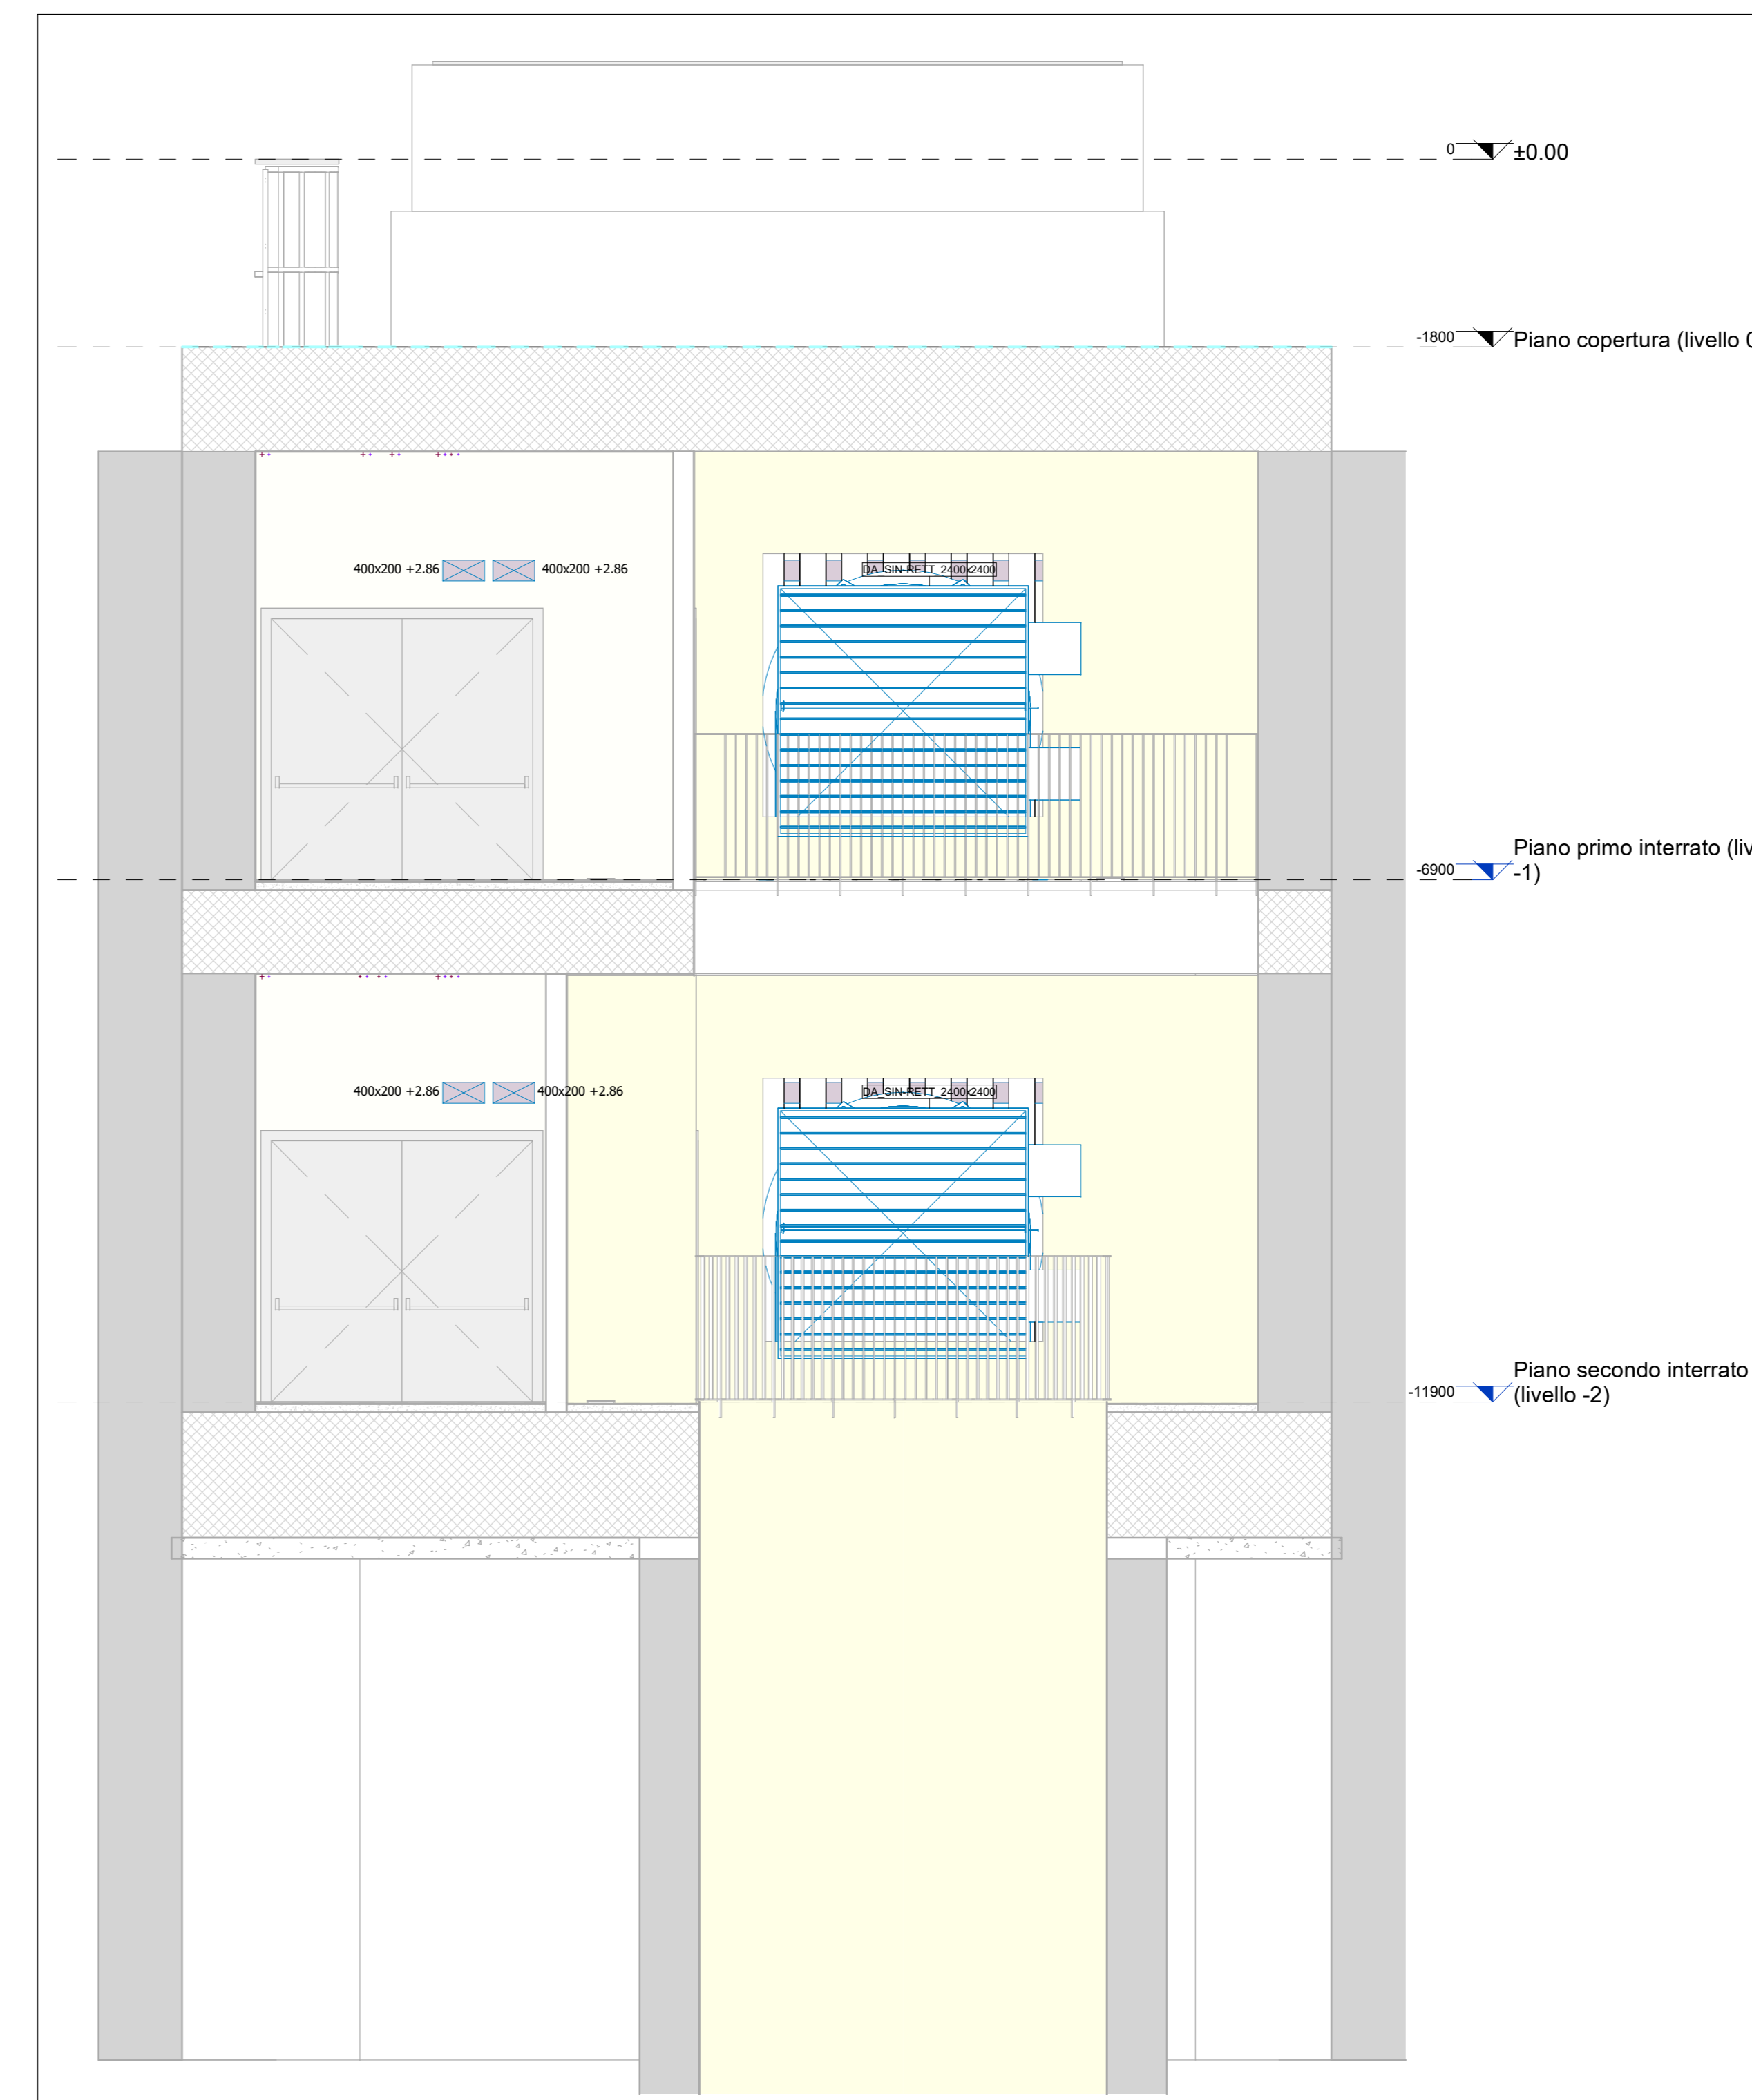 0 ±0.00
-1800 Piano copertura (livello 0
400x200 +2.86 400x200 +2.86
DA_SIN-RETT_2400x2400
Piano primo interrato (liv
-6900 -1)
400x200 +2.86 400x200 +2.86
DA_SIN-RETT_2400x2400
Piano secondo interrato
-11900 (livello -2)